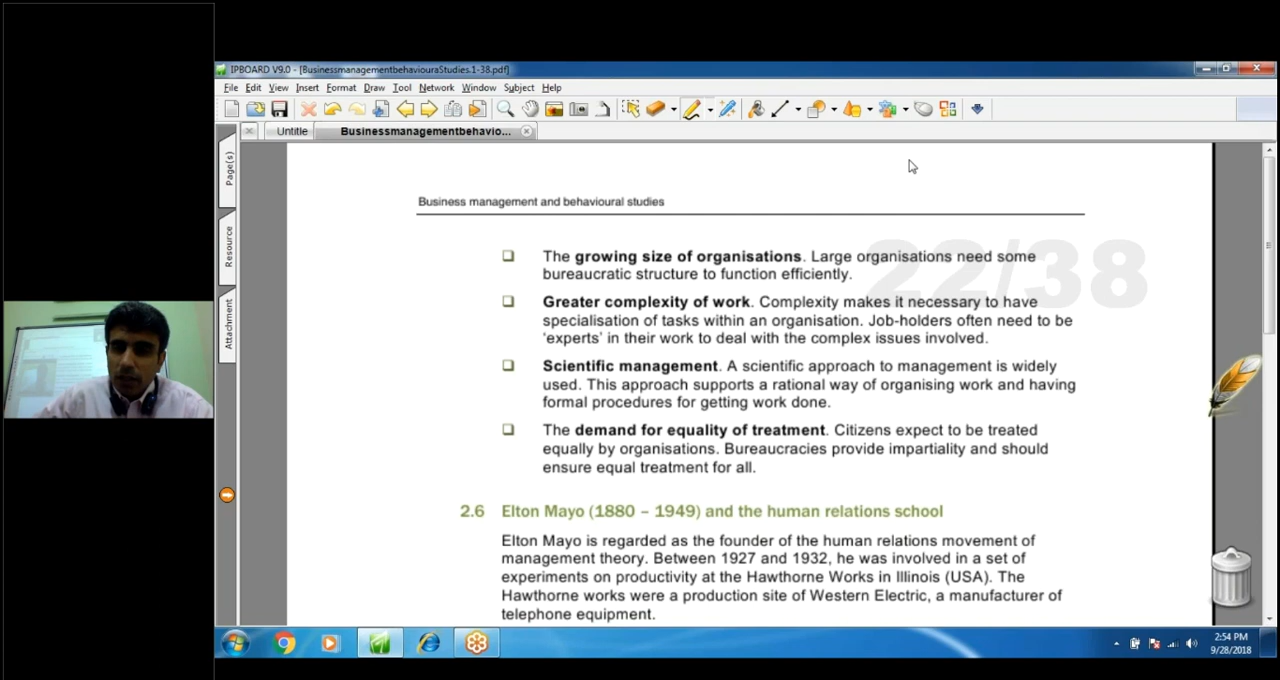 IPBOARD V9.0 - [BusinessmanagementbehaviouraStudies.1-38.pdf]
File Edit View Insert Format Draw Tool Network Window Subject Help
Untitle
Businessmanagementbehavio...
Page(s)
Resource
Attachment
22/38
Business management and behavioural studies
The growing size of organisations. Large organisations need some
bureaucratic structure to function efficiently.
Greater complexity of work. Complexity makes it necessary to have
specialisation of tasks within an organisation. Job-holders often need to be
‘experts’ in their work to deal with the complex issues involved.
Scientific management. A scientific approach to management is widely
used. This approach supports a rational way of organising work and having
formal procedures for getting work done.
The demand for equality of treatment. Citizens expect to be treated
equally by organisations. Bureaucracies provide impartiality and should
ensure equal treatment for all.
2.6 Elton Mayo (1880 – 1949) and the human relations school
Elton Mayo is regarded as the founder of the human relations movement of
management theory. Between 1927 and 1932, he was involved in a set of
experiments on productivity at the Hawthorne Works in Illinois (USA). The
Hawthorne works were a production site of Western Electric, a manufacturer of
telephone equipment.
2:54 PM
9/28/2018